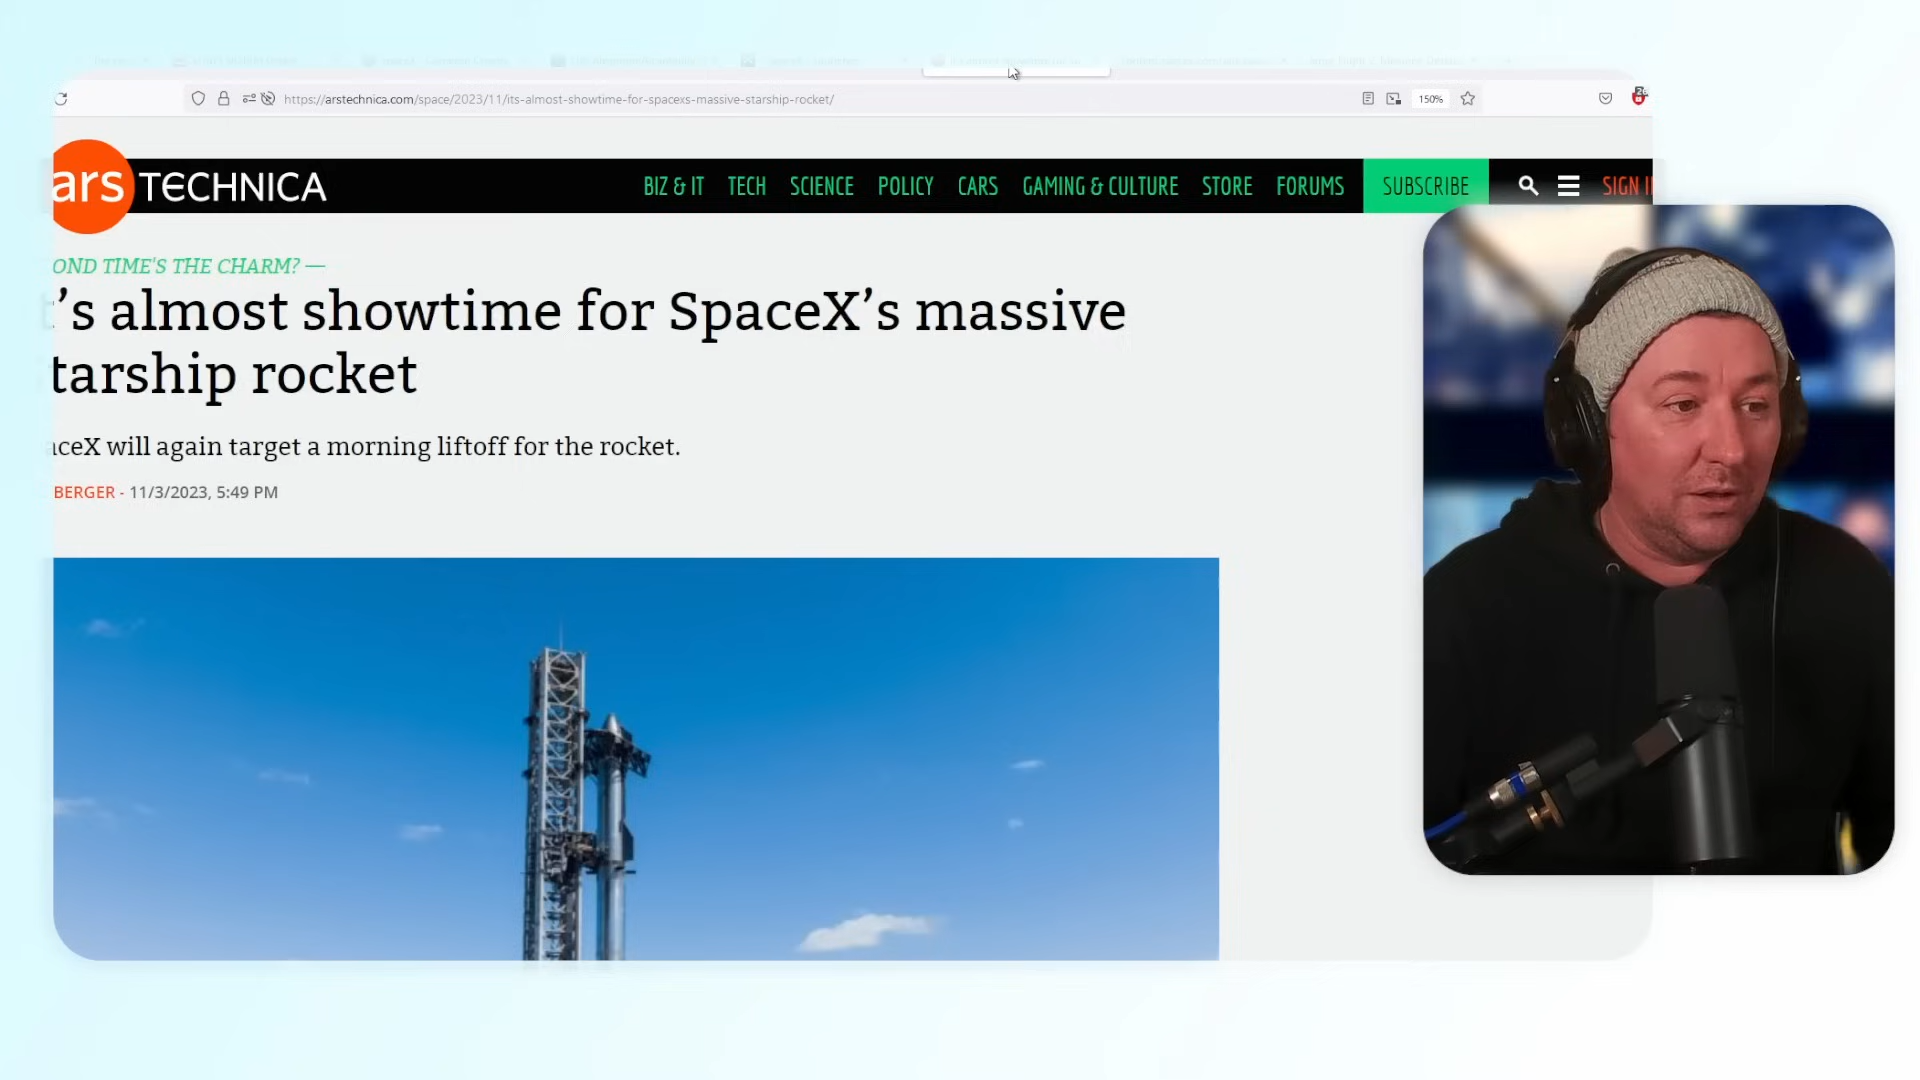 https://arstechnica.com/space/2023/11/its-almost-showtime-for-spacexs-massive-starship-rocket/
150%
ars TECHNICA
BIZ & IT TECH SCIENCE POLICY CARS GAMING & CULTURE STORE FORUMS SUBSCRIBE SIGN I
OND TIME'S THE CHARM? —
’s almost showtime for SpaceX’s massive
tarship rocket
aceX will again target a morning liftoff for the rocket.
BERGER - 11/3/2023, 5:49 PM